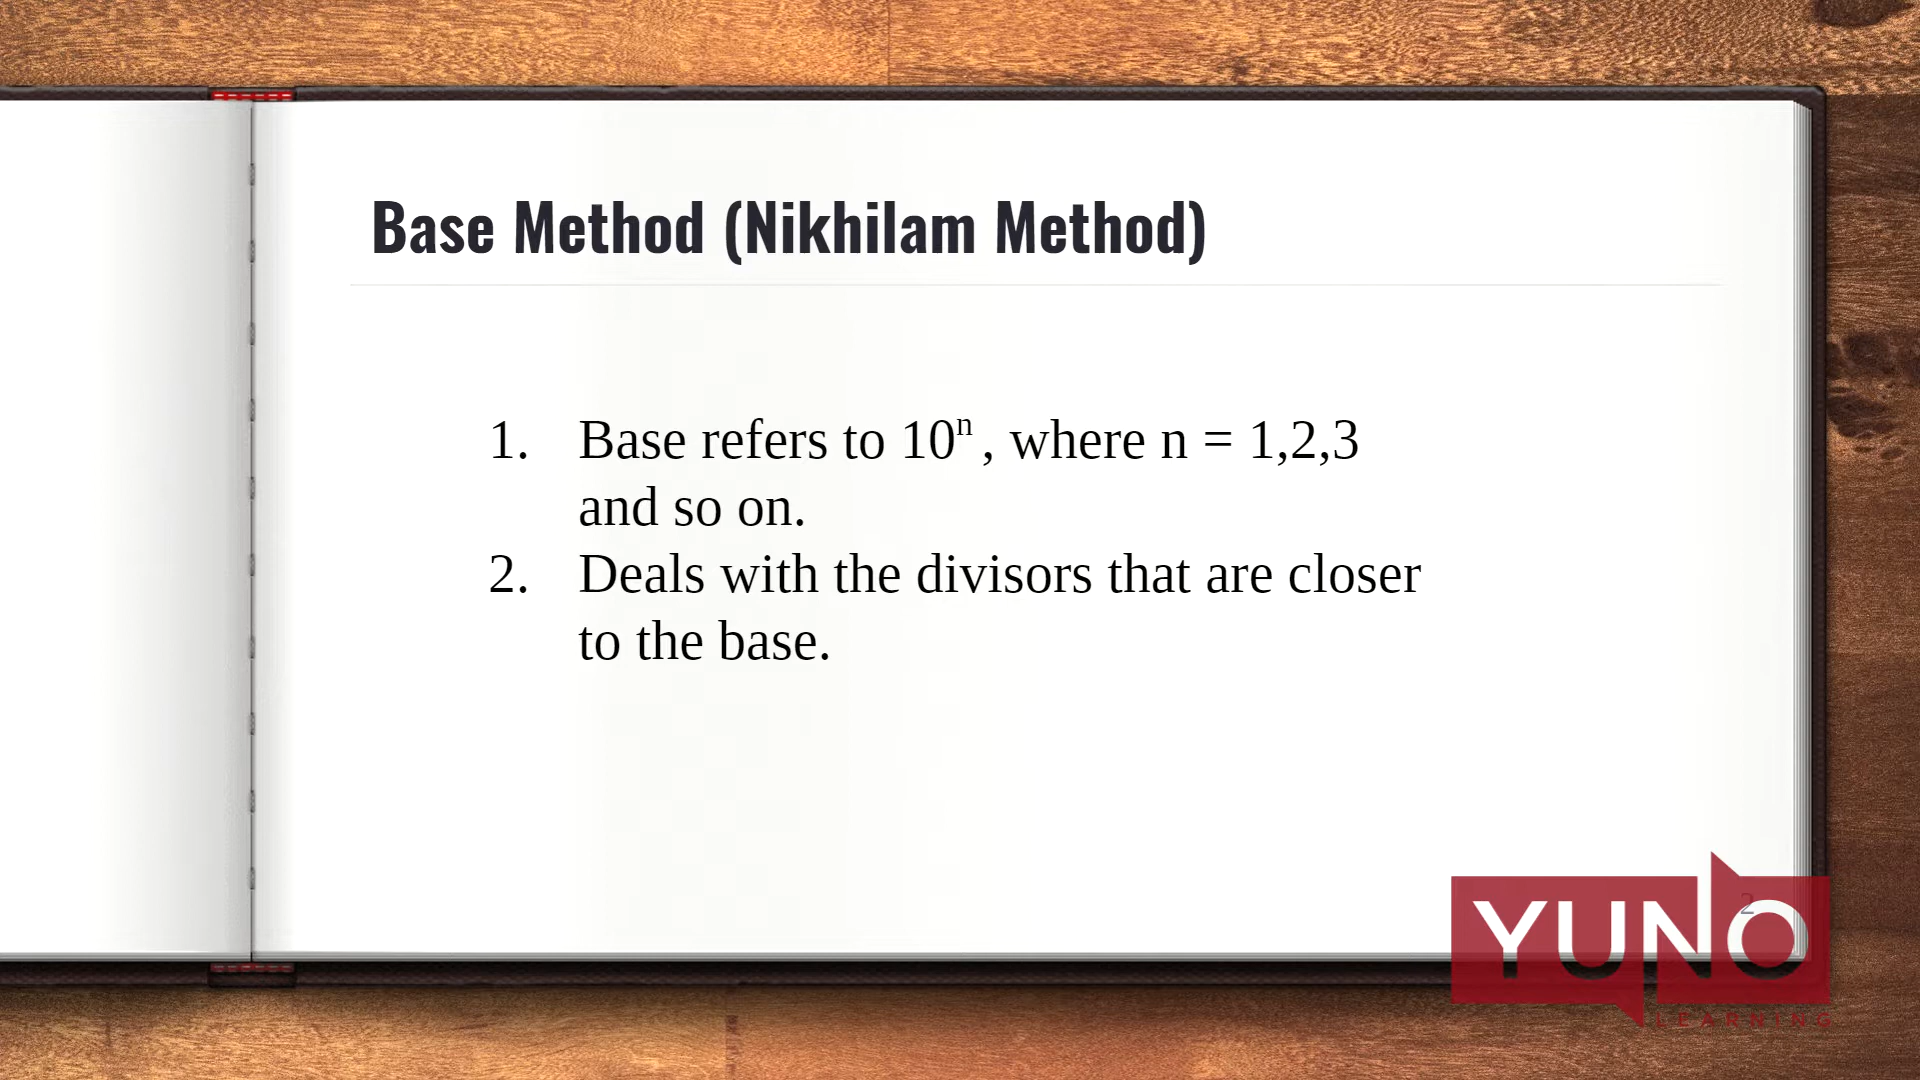 Base Method (Nikhilam Method)
1. Base refers to 10ⁿ , where n = 1,2,3
and so on.
2. Deals with the divisors that are closer
to the base.
2
YUNO
LEARNING